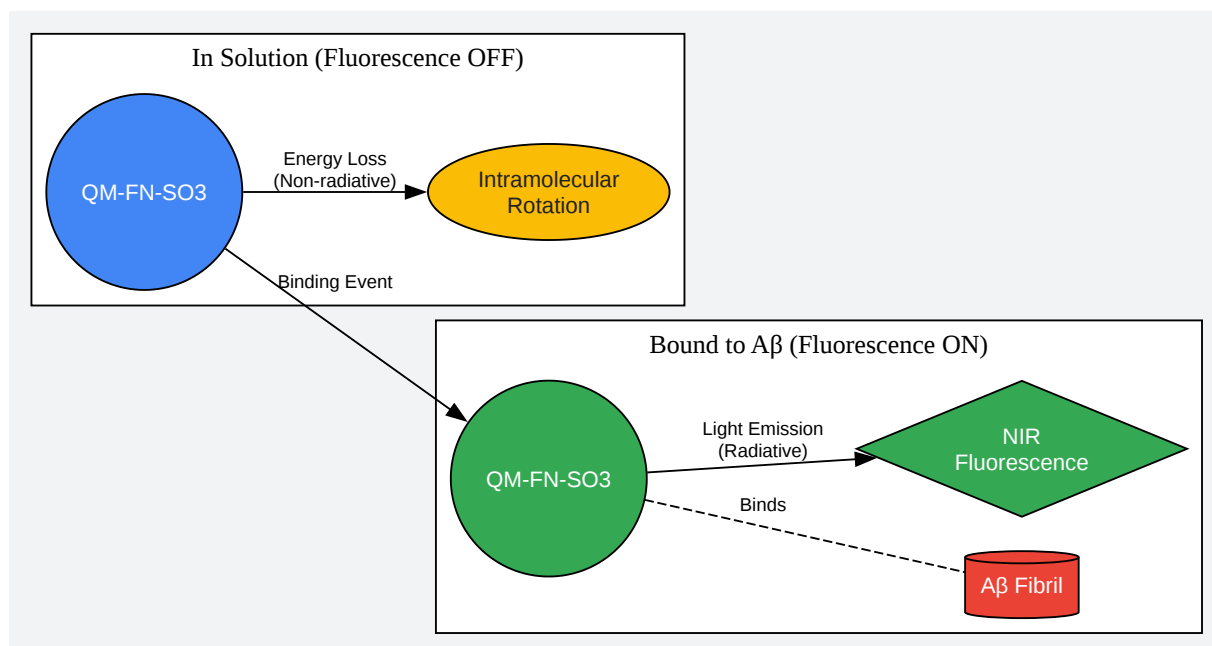 In Solution (Fluorescence OFF)
QM-FN-SO3
Energy Loss
(Non-radiative)
Intramolecular
Rotation
Binding Event
Bound to Aβ (Fluorescence ON)
QM-FN-SO3
Light Emission
(Radiative)
NIR
Fluorescence
Binds
Aβ Fibril